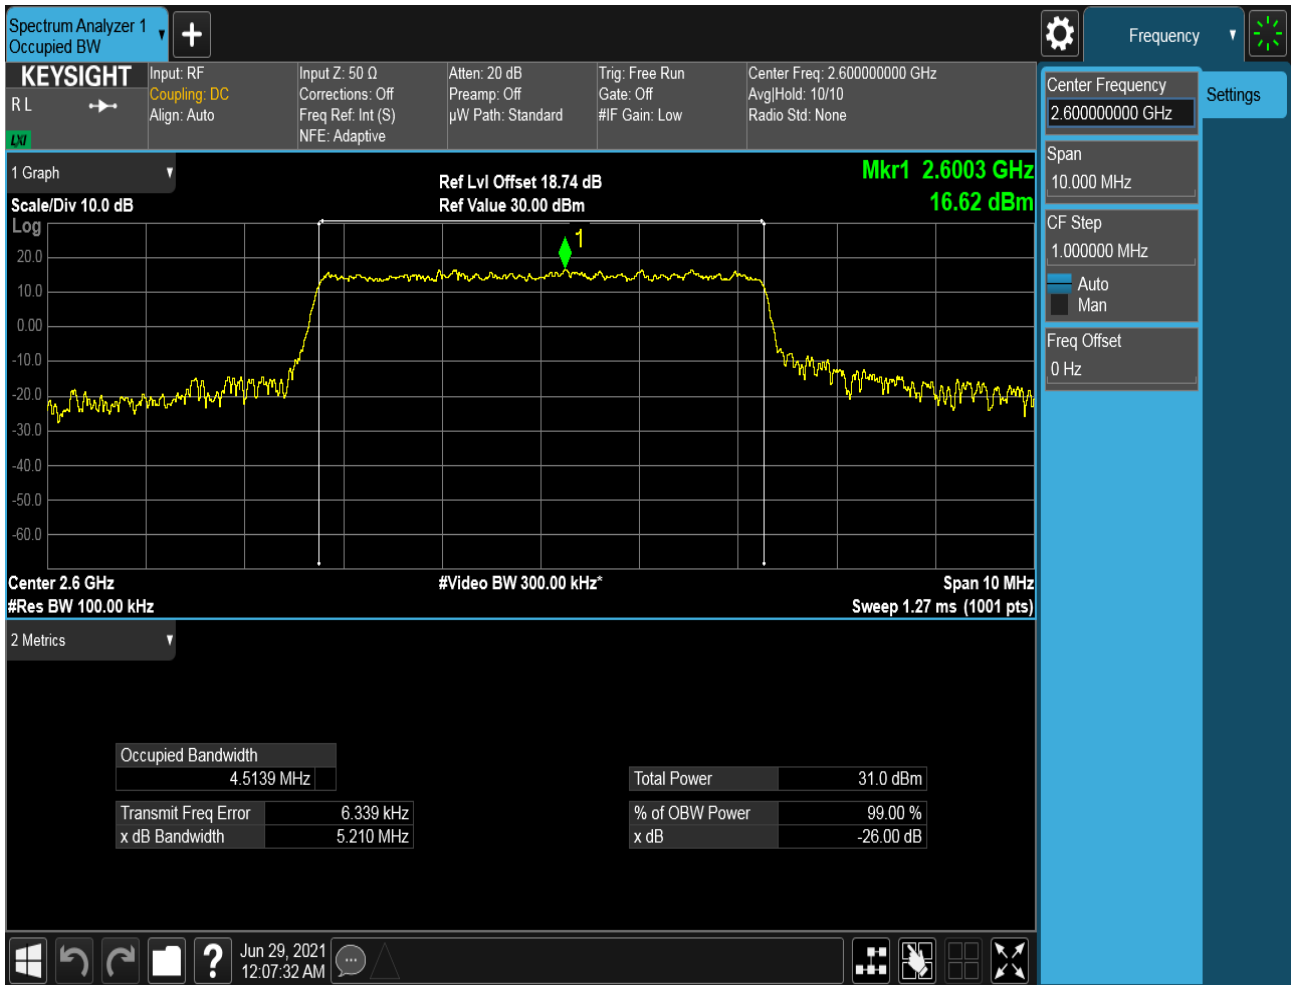 Spectrum Analyzer 1
Occupied BW
Frequency
KEYSIGHT
R L
LXI
Input: RF
Coupling: DC
Align: Auto
Input Z: 50 Ω
Corrections: Off
Freq Ref: Int (S)
NFE: Adaptive
Atten: 20 dB
Preamp: Off
µW Path: Standard
Trig: Free Run
Gate: Off
#IF Gain: Low
Center Freq: 2.600000000 GHz
Avg|Hold: 10/10
Radio Std: None
Center Frequency
2.600000000 GHz
Settings
Span
10.000 MHz
CF Step
1.000000 MHz
Auto
Man
Freq Offset
0 Hz
1 Graph
Scale/Div 10.0 dB
Log
Ref Lvl Offset 18.74 dB
Ref Value 30.00 dBm
Mkr1 2.6003 GHz
16.62 dBm
1
20.0
10.0
0.00
-10.0
-20.0
-30.0
-40.0
-50.0
-60.0
Center 2.6 GHz
#Res BW 100.00 kHz
#Video BW 300.00 kHz*
Span 10 MHz
Sweep 1.27 ms (1001 pts)
2 Metrics
Occupied Bandwidth
4.5139 MHz
Transmit Freq Error 6.339 kHz
x dB Bandwidth 5.210 MHz
Total Power 31.0 dBm
% of OBW Power 99.00 %
x dB -26.00 dB
?
Jun 29, 2021
12:07:32 AM